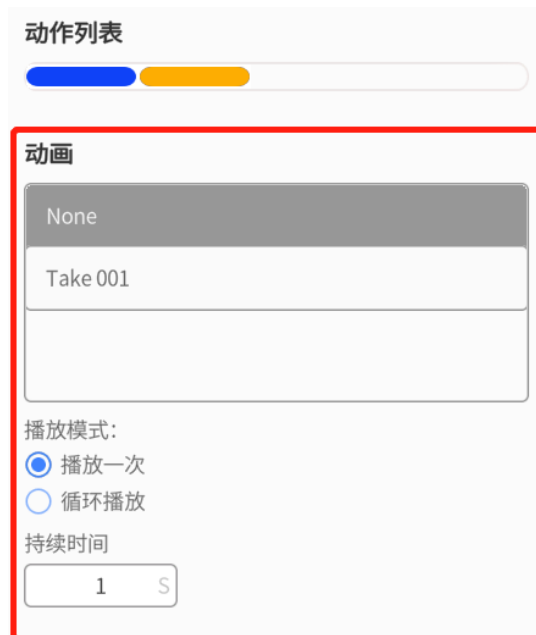 动作列表
动画
None
Take 001
播放模式:
播放一次
循环播放
持续时间
1 S